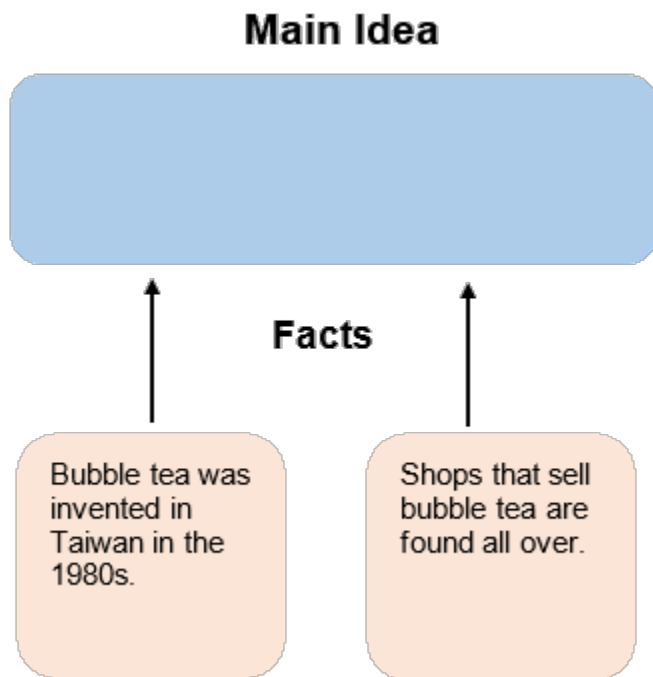 Main Idea
Facts
Bubble tea was
invented in
Taiwan in the
1980s.
Shops that sell
bubble tea are
found all over.